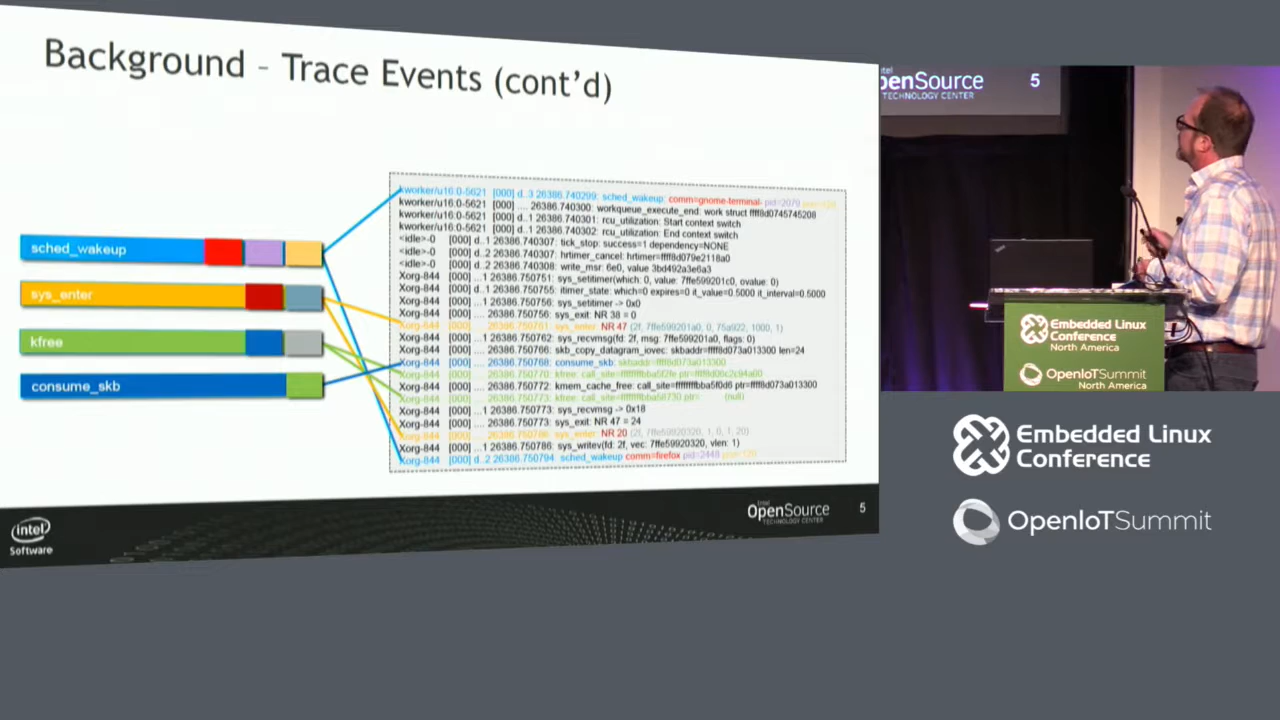 Background – Trace Events (cont'd)
sched_wakeup
sys_enter
kfree
consume_skb
kworker/u16:0-5621 [000] d..3 26386.740299: sched_wakeup: comm=gnome-terminal- pid=2079
kworker/u16:0-5621 [000] .... 26386.740300: workqueue_execute_end: work struct ffff8d0745745208
kworker/u16:0-5621 [000] d..1 26386.740301: rcu_utilization: Start context switch
kworker/u16:0-5621 [000] d..1 26386.740302: rcu_utilization: End context switch
<idle>-0 [000] d..1 26386.740307: tick_stop: success=1 dependency=NONE
<idle>-0 [000] d..2 26386.740307: hrtimer_cancel: hrtimer=ffff8d079e2118a0
<idle>-0 [000] d..2 26386.740308: write_msr: 6e0, value 3bd492a3e6a3
Xorg-844 [000] ...1 26386.750751: sys_setitimer(which: 0, value: 7ffe599201c0, ovalue: 0)
Xorg-844 [000] d..1 26386.750755: itimer_state: which=0 expires=0 it_value=0.5000 it_interval=0.5000
Xorg-844 [000] ...1 26386.750756: sys_setitimer -> 0x0
Xorg-844 [000] .... 26386.750756: sys_exit: NR 38 = 0
Xorg-844 [000] .... 26386.750761: sys_enter: NR 47 (2f, 7ffe599201a0, 0, 75a922, 1000, 1)
Xorg-844 [000] ...1 26386.750762: sys_recvmsg(fd: 2f, msg: 7ffe599201a0, flags: 0)
Xorg-844 [000] .... 26386.750766: skb_copy_datagram_iovec: skbaddr=ffff8d073a013300 len=24
Xorg-844 [000] .... 26386.750768: consume_skb: skbaddr=ffff8d073a013300
Xorg-844 [000] .... 26386.750770: kfree:
Xorg-844 [000] .... 26386.750772: kmem_cache_free: call_site=ffffffffbba5f0d6 ptr=ffff8d073a013300
Xorg-844 [000] .... 26386.750773: kfree: call_site=ffffffffbba58730 ptr= (null)
Xorg-844 [000] ...1 26386.750773: sys_recvmsg -> 0x18
Xorg-844 [000] .... 26386.750773: sys_exit: NR 47 = 24
Xorg-844 [000] .... sys_enter: NR 20 (2f, 7ffe59920320, 1, 0, 1, 20)
Xorg-844 [000] ...1 26386.750786: sys_writev(fd: 2f, vec: 7ffe59920320, vlen: 1)
Xorg-844 [000] d..2 26386.750794: sched_wakeup comm=firefox pid=2448
intel
Software
Intel
OpenSource
TECHNOLOGY CENTER
5
OpenSource
TECHNOLOGY CENTER
5
Embedded Linux
Conference
North America
OpenIoTSummit
North America
Embedded Linux
Conference
OpenIoTSummit